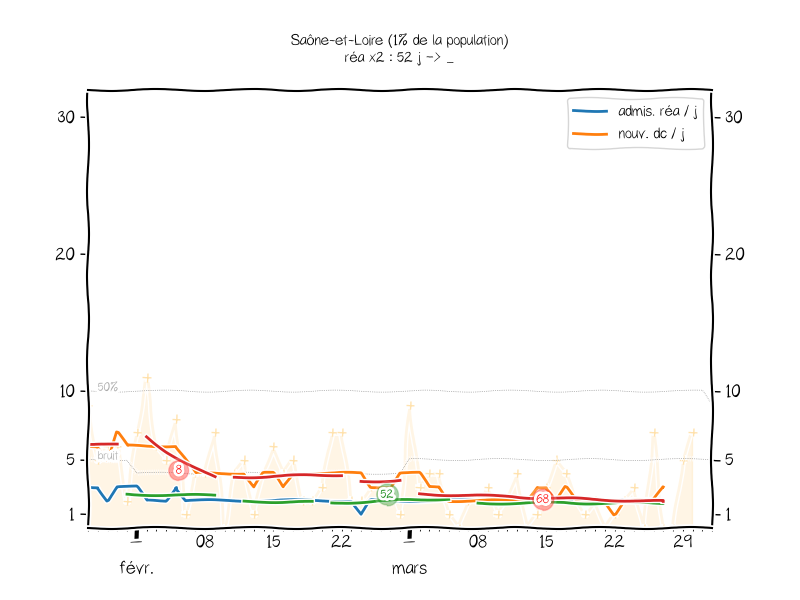 Saône-et-Loire (1% de la population)
réa x2 : 52 j -> _
admis. réa / j
nouv. dc / j
30 30
20 20
10 10
50%
5 5
bruit
8
52
68
1 1
08 15 22 08 15 22 29
févr. mars